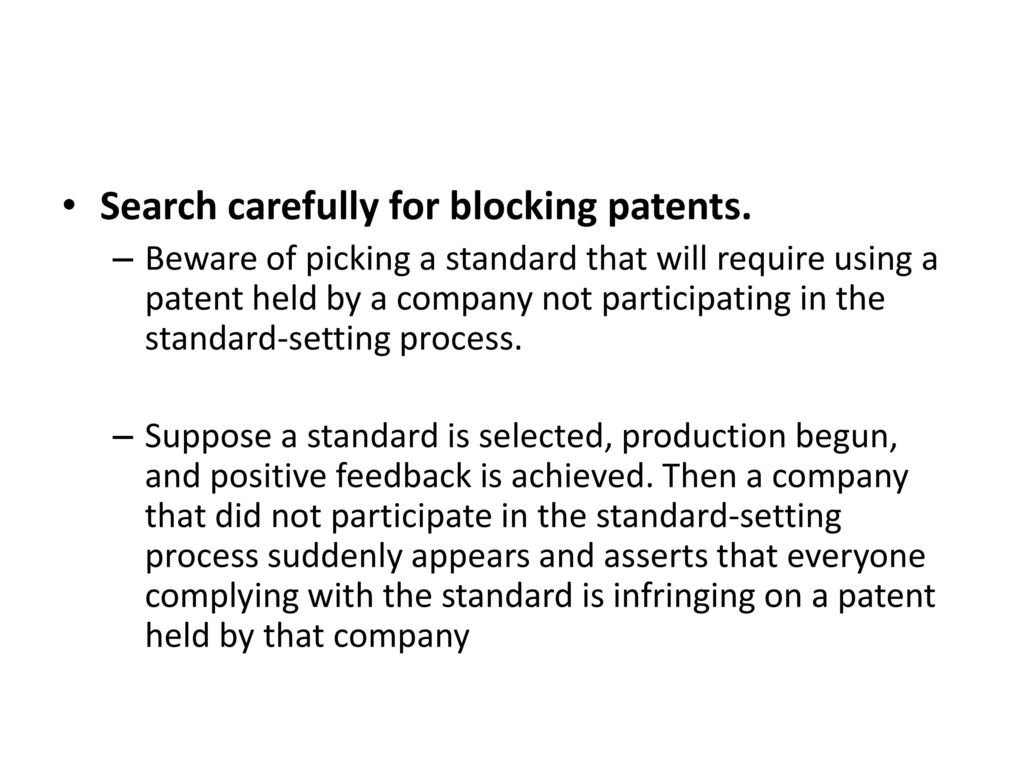 • Search carefully for blocking patents.
– Beware of picking a standard that will require using a
patent held by a company not participating in the
standard-setting process.
– Suppose a standard is selected, production begun,
and positive feedback is achieved. Then a company
that did not participate in the standard-setting
process suddenly appears and asserts that everyone
complying with the standard is infringing on a patent
held by that company